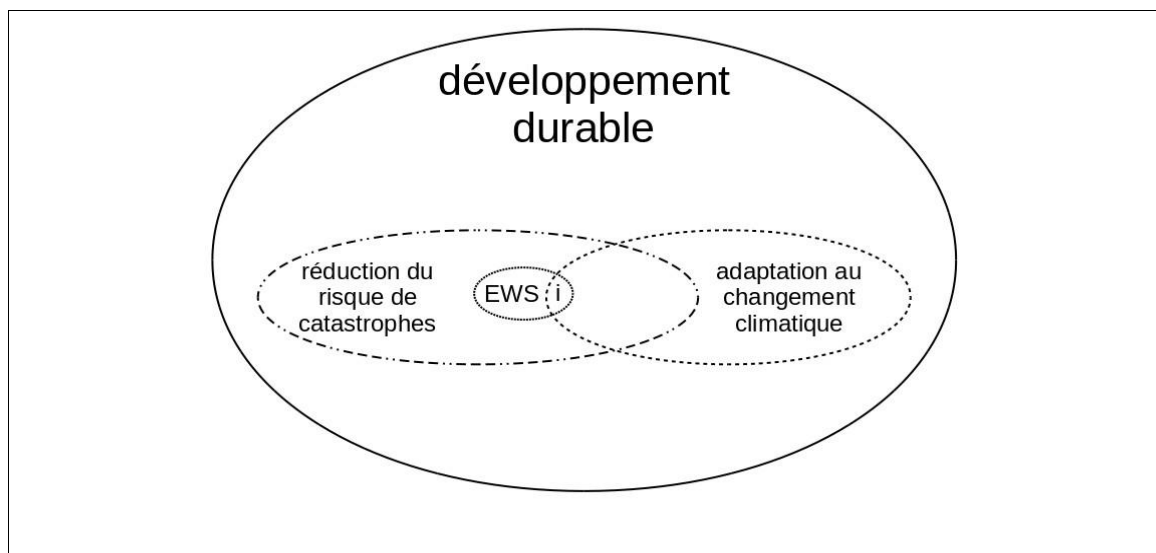 développement
durable
réduction du
risque de
catastrophes
EWS i
adaptation au
changement
climatique